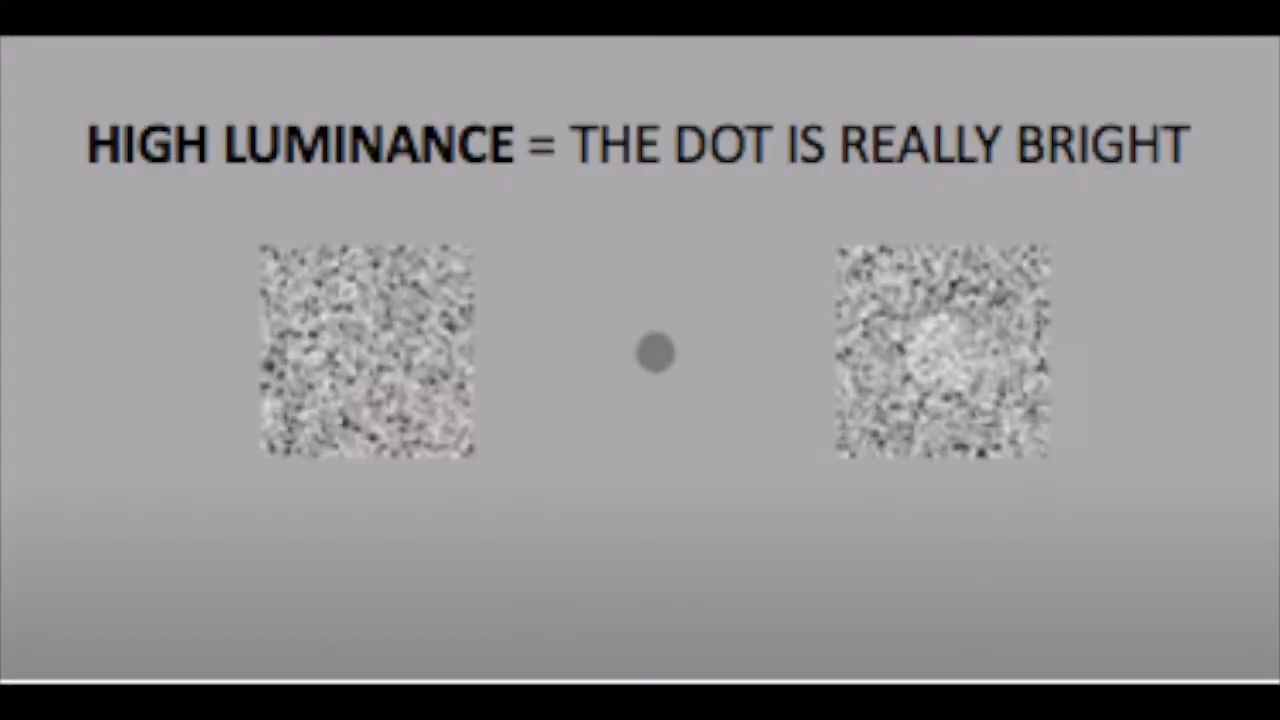 HIGH LUMINANCE = THE DOT IS REALLY BRIGHT